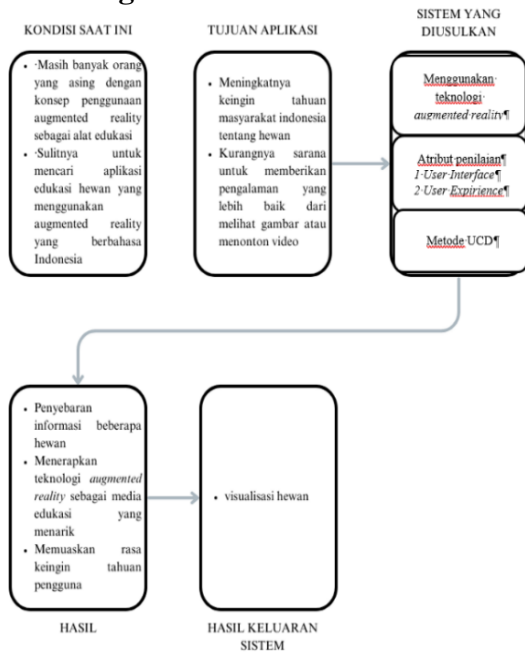 KONDISI SAAT INI
TUJUAN APLIKASI
SISTEM YANG
DIUSULKAN
• ·Masih banyak orang
yang asing dengan
konsep penggunaan
augmented reality
sebagai alat edukasi
• ·Sulitnya untuk
mencari aplikasi
edukasi hewan yang
menggunakan
augmented reality
yang berbahasa
Indonesia
• Meningkatnya
keingin tahuan
masyarakat indonesia
tentang hewan
• Kurangnya sarana
untuk memberikan
pengalaman yang
lebih baik dari
melihat gambar atau
menonton video
Menggunakan·
teknologi·
augmented·reality¶
Atribut·penilaian¶
1·User·Interface¶
2·User·Expirience¶
Metode·UCD¶
• Penyebaran
informasi beberapa
hewan
• Menerapkan
teknologi augmented
reality sebagai media
edukasi yang
menarik
• Memuaskan rasa
keingin tahuan
pengguna
• visualisasi hewan
HASIL
HASIL KELUARAN
SISTEM